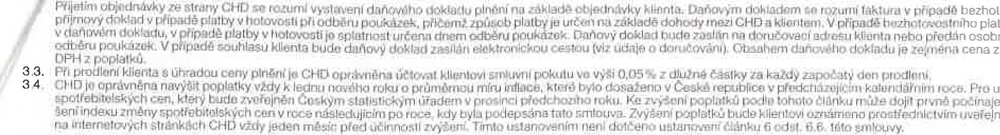 Přijetím objednávky ze strany CHD se rozumí vystavení daňového dokladu plnění na základě objednávky klienta. Daňovým dokladem se rozumí faktura v případě bezhot
příjmový doklad v případě platby v hotovosti při odběru poukázek, přičemž způsob platby je určen na základě dohody mezi CHD a klientem. V případě bezhotovostního plat
v daňovém dokladu, v případě platby v hotovosti je splatnost určena dnem odběru poukázek. Daňový doklad bude zaslán na doručovací adresu klienta nebo předán osobn
odběru poukázek. V případě souhlasu klienta bude daňový doklad zasílán elektronickou cestou (viz údaje o doručování). Obsahem daňového dokladu je zejména cena z
DPH z poplatků.
3.3. Při prodlení klienta s úhradou ceny plnění je CHD oprávněna účtovat klientovi smluvní pokutu ve výši 0,05 % z dlužné částky za každý započatý den prodlení.
3.4. CHD je oprávněna navýšit poplatky vždy k lednu nového roku o průměrnou míru inflace, které bylo dosaženo v České republice v předcházejícím kalendářním roce. Pro u
spotřebitelských cen, který bude zveřejněn Českým statistickým úřadem v prosinci předchozího roku. Ke zvýšení poplatků podle tohoto článku může dojít prvně počínaje
šení indexu změny spotřebitelských cen v roce následujícím po roce, kdy byla podepsána tato smlouva. Zvýšení poplatků bude klientovi oznámeno prostřednictvím uveřejn
na internetových stránkách CHD vždy jeden měsíc před účinností zvýšení. Tímto ustanovením není dotčeno ustanovení článku 6 odst. 6.6. této smlouvy.